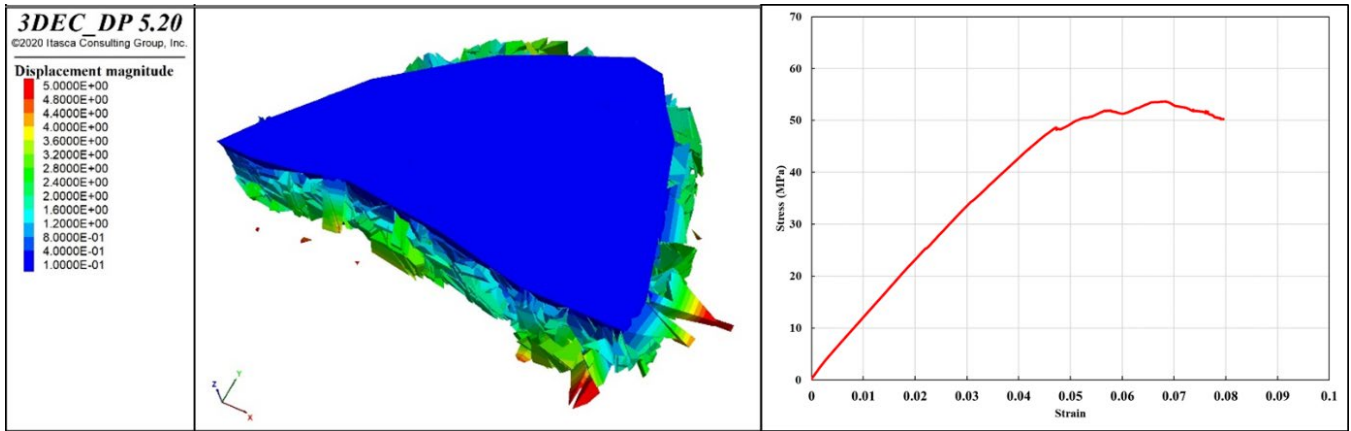 3DEC_DP 5.20
©2020 Itasca Consulting Group, Inc.
Displacement magnitude
5.0000E+00
4.8000E+00
4.4000E+00
4.0000E+00
3.6000E+00
3.2000E+00
2.8000E+00
2.4000E+00
2.0000E+00
1.6000E+00
1.2000E+00
8.0000E-01
4.0000E-01
1.0000E-01
Z
Y
X
Stress (MPa)
70
60
50
40
30
20
10
0
0 0.01 0.02 0.03 0.04 0.05 0.06 0.07 0.08 0.09 0.1
Strain